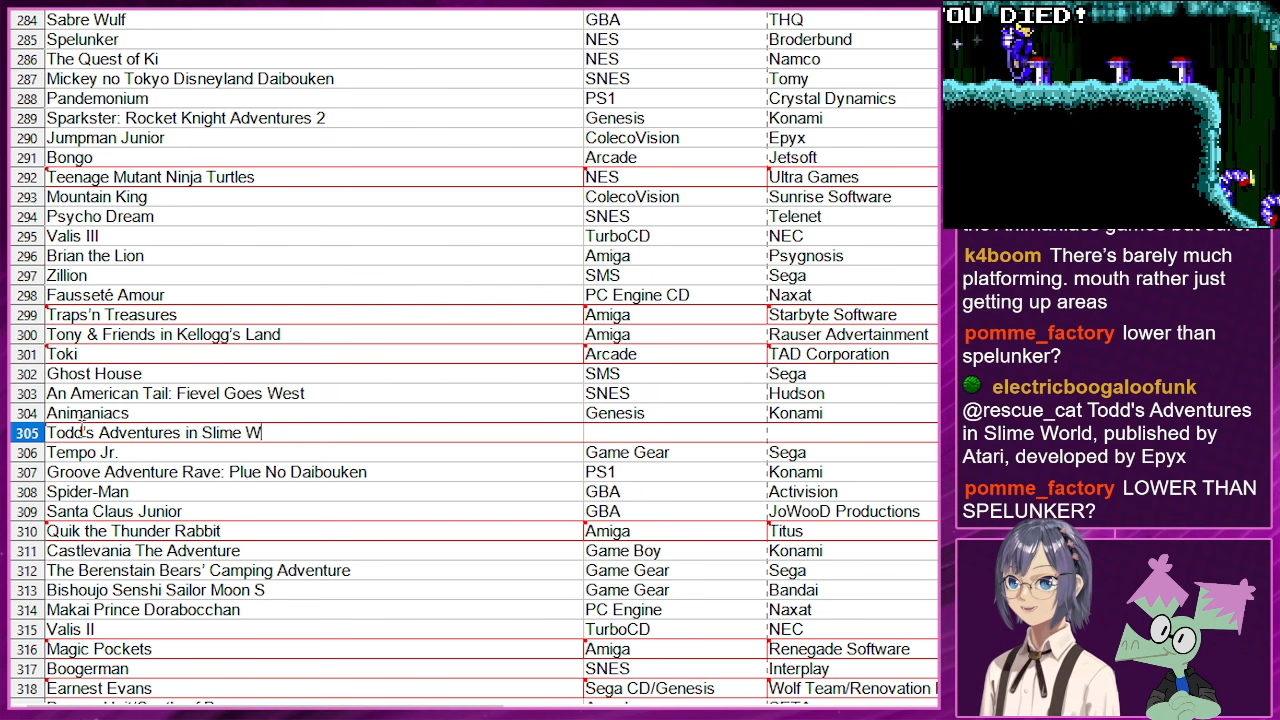 284 Sabre Wulf GBA THQ
285 Spelunker NES Broderbund
286 The Quest of Ki NES Namco
287 Mickey no Tokyo Disneyland Daibouken SNES Tomy
288 Pandemonium PS1 Crystal Dynamics
289 Sparkster: Rocket Knight Adventures 2 Genesis Konami
290 Jumpman Junior ColecoVision Epyx
291 Bongo Arcade Jetsoft
292 Teenage Mutant Ninja Turtles NES Ultra Games
293 Mountain King ColecoVision Sunrise Software
294 Psycho Dream SNES Telenet
295 Valis III TurboCD NEC
296 Brian the Lion Amiga Psygnosis
297 Zillion SMS Sega
298 Fausseté Amour PC Engine CD Naxat
299 Traps'n Treasures Amiga Starbyte Software
300 Tony & Friends in Kellogg's Land Amiga Rauser Advertainment
301 Toki Arcade TAD Corporation
302 Ghost House SMS Sega
303 An American Tail: Fievel Goes West SNES Hudson
304 Animaniacs Genesis Konami
305 Todd's Adventures in Slime W
306 Tempo Jr. Game Gear Sega
307 Groove Adventure Rave: Plue No Daibouken PS1 Konami
308 Spider-Man GBA Activision
309 Santa Claus Junior GBA JoWooD Productions
310 Quik the Thunder Rabbit Amiga Titus
311 Castlevania The Adventure Game Boy Konami
312 The Berenstain Bears' Camping Adventure Game Gear Sega
313 Bishoujo Senshi Sailor Moon S Game Gear Bandai
314 Makai Prince Dorabocchan PC Engine Naxat
315 Valis II TurboCD NEC
316 Magic Pockets Amiga Renegade Software
317 Boogerman SNES Interplay
318 Earnest Evans Sega CD/Genesis Wolf Team/Renovation
OU DIED!
the Animaniacs games but sure.
k4boom There's barely much
platforming. mouth rather just
getting up areas
pomme_factory lower than
spelunker?
electricboogaloofunk
@rescue_cat Todd's Adventures
in Slime World, published by
Atari, developed by Epyx
pomme_factory LOWER THAN
SPELUNKER?